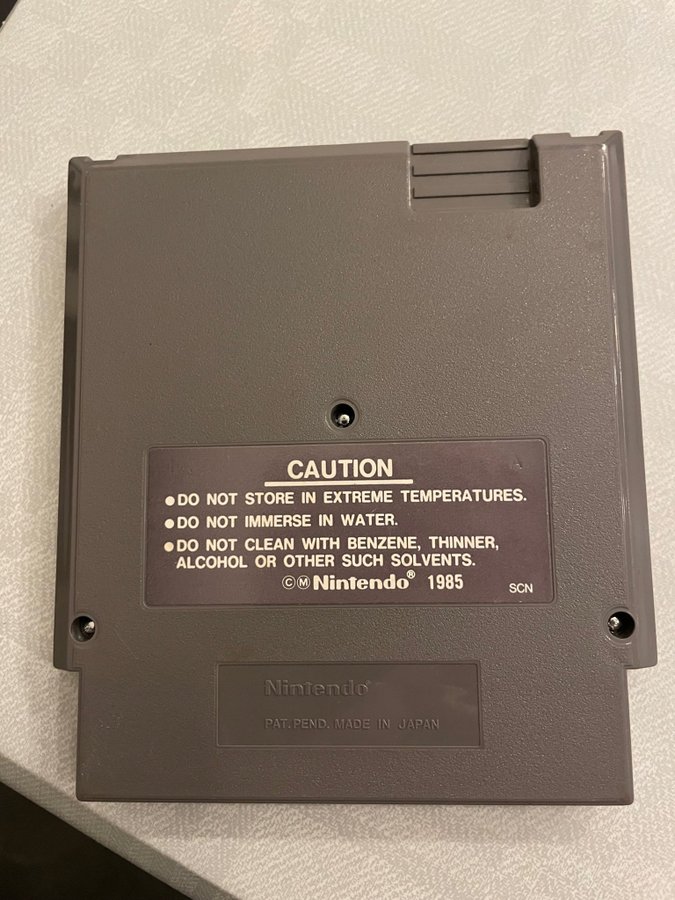 CAUTION
●DO NOT STORE IN EXTREME TEMPERATURES.
●DO NOT IMMERSE IN WATER.
●DO NOT CLEAN WITH BENZENE, THINNER,
ALCOHOL OR OTHER SUCH SOLVENTS.
©Ⓜ Nintendo® 1985 SCN
Nintendo®
PAT.PEND. MADE IN JAPAN